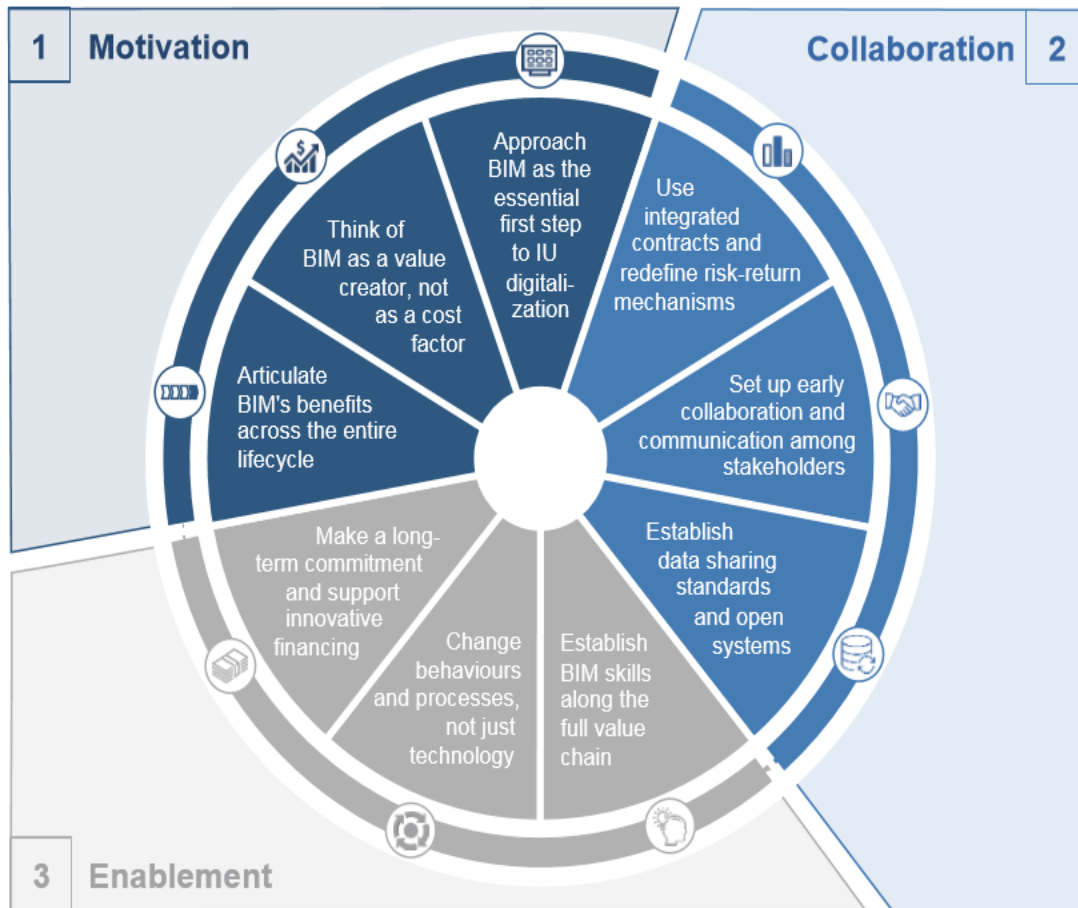 1
Motivation
Collaboration
2
Approach
BIM as the
essential
first step
to IU
digitali-
zation
Think of
BIM as a value
creator, not
as a cost
factor
Articulate
BIM's benefits
across the entire
lifecycle
Use
integrated
contracts and
redefine risk-return
mechanisms
Set up early
collaboration and
communication among
stakeholders
Establish
data sharing
standards
and open
systems
Establish
BIM skills
along the
full value
chain
Change
behaviours
and processes,
not just
technology
Make a long-
term commitment
and support
innovative
financing
3
Enablement
$